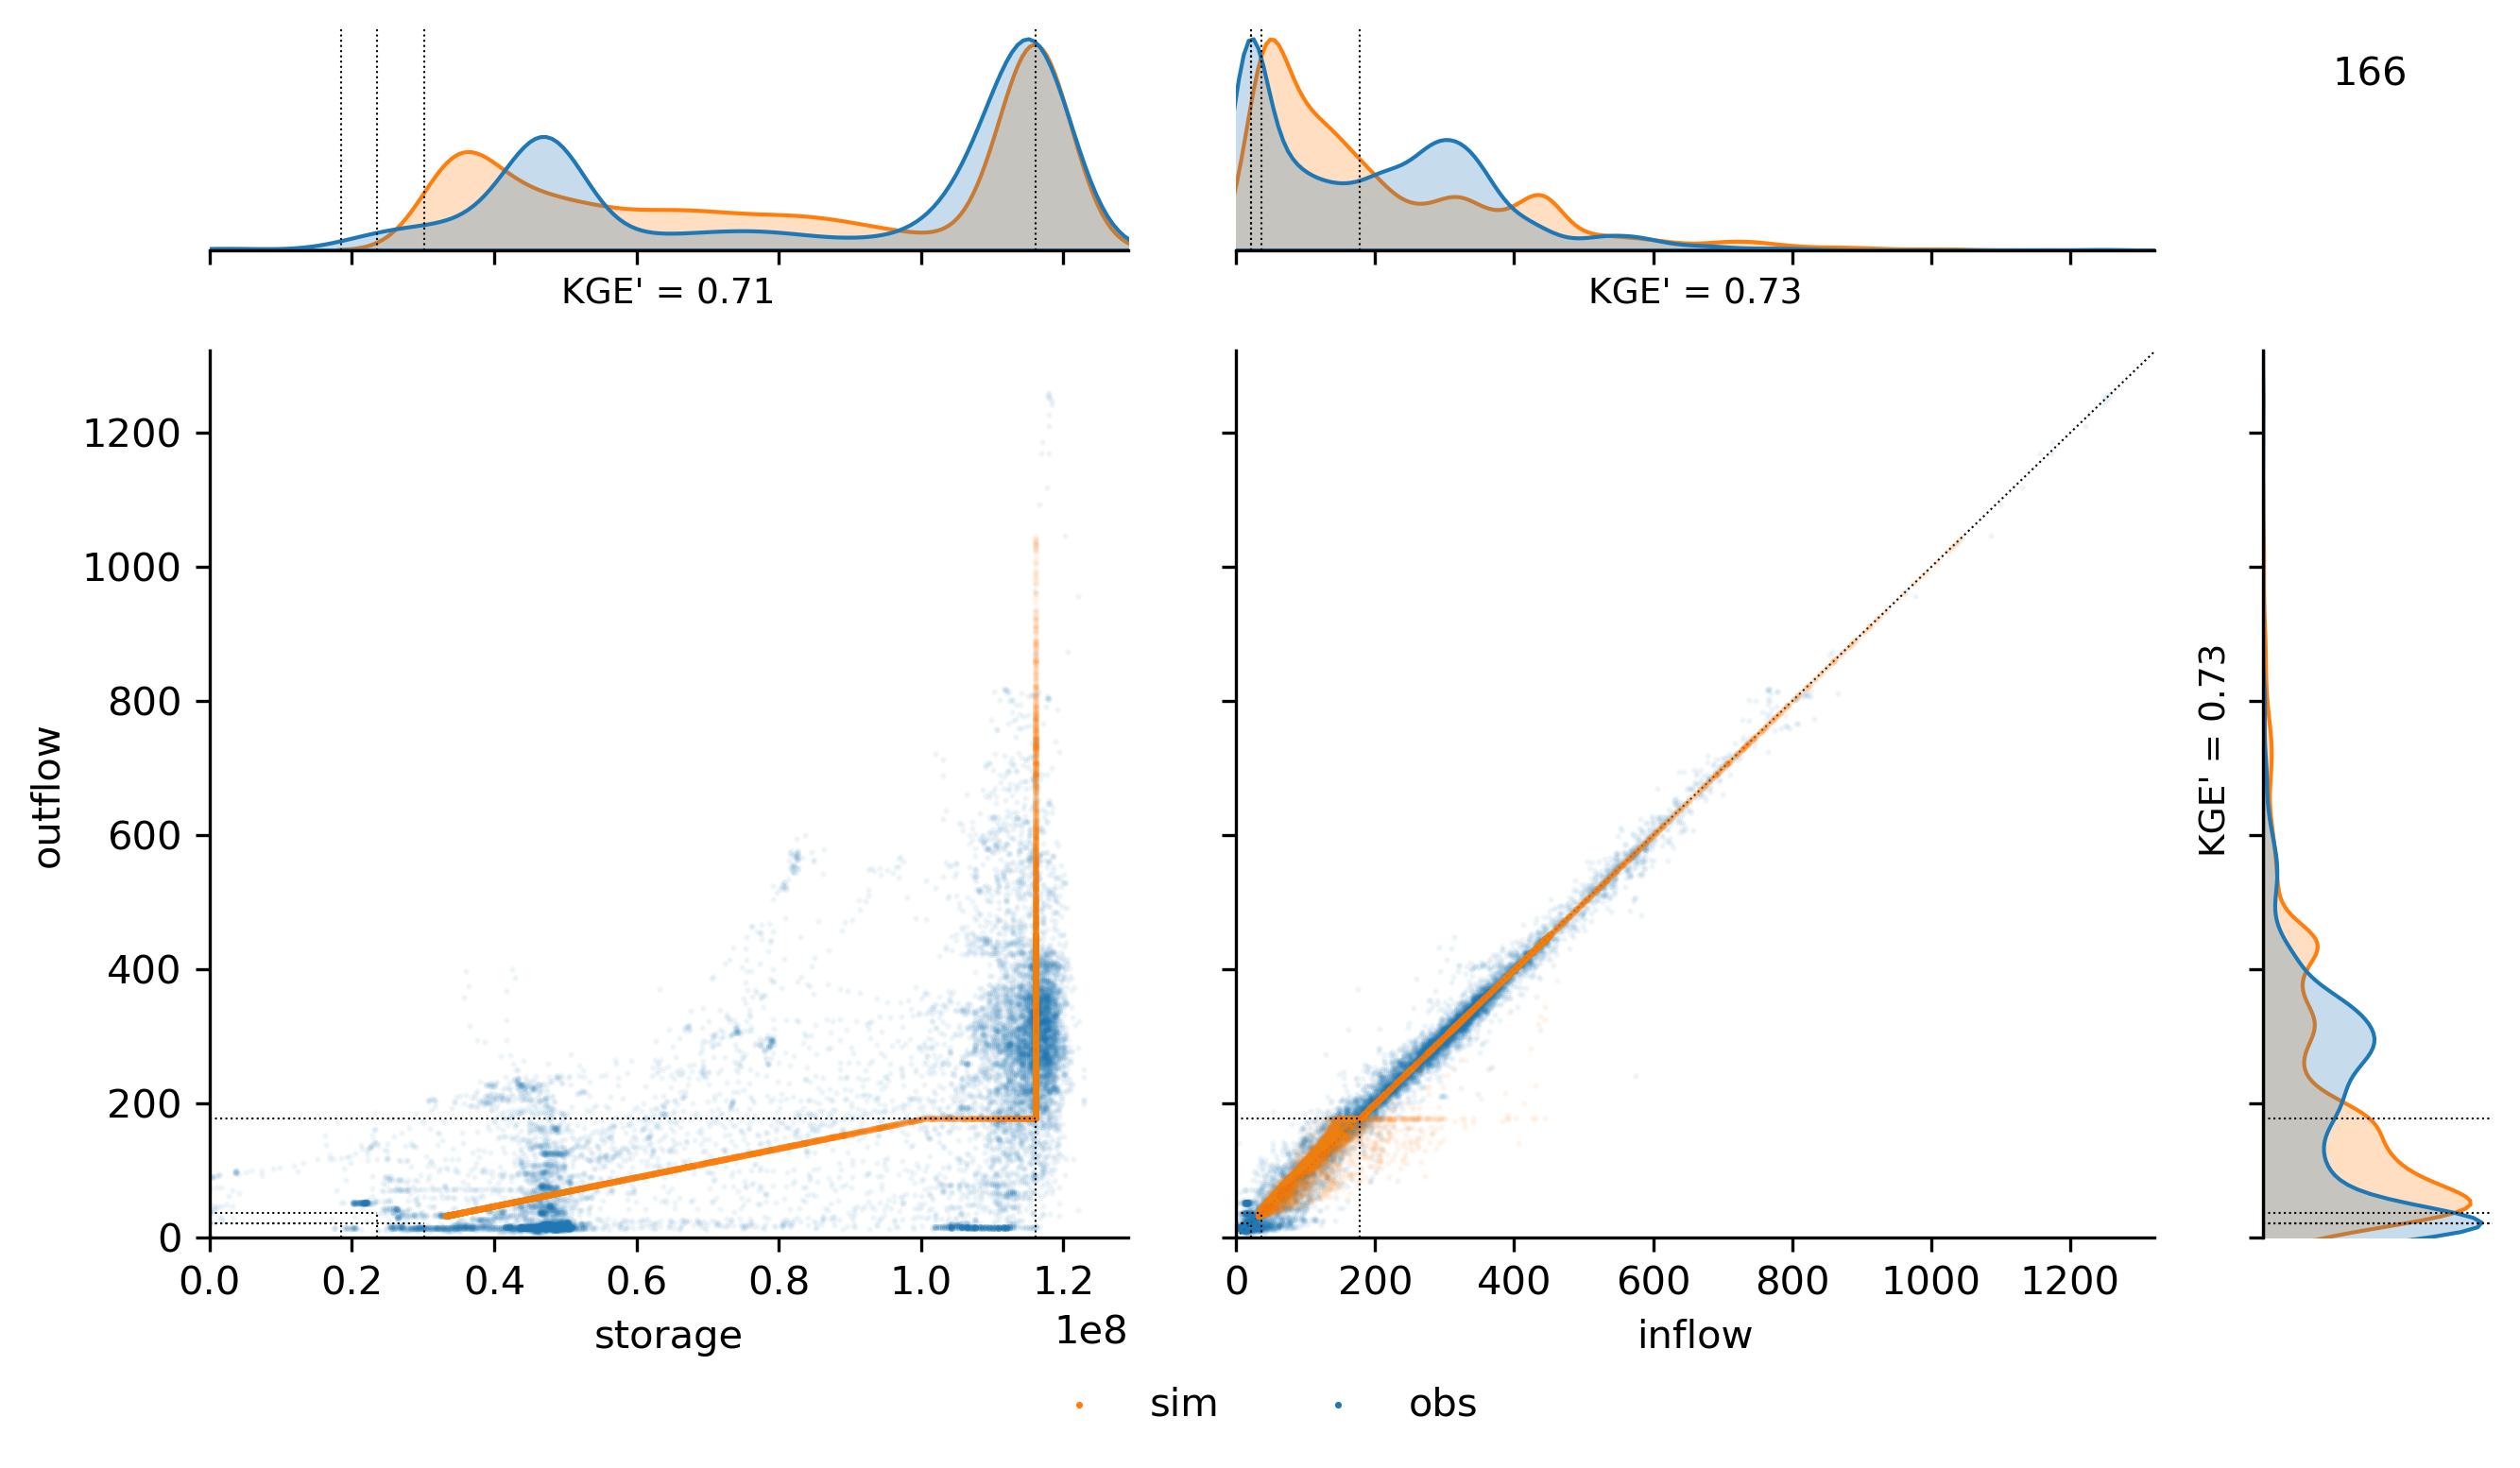 166
KGE' = 0.71
KGE' = 0.73
1200
1000
800
600
400
200
0
outflow
0.0 0.2 0.4 0.6 0.8 1.0 1.2
1e8
storage
0 200 400 600 800 1000 1200
inflow
KGE' = 0.73
sim obs